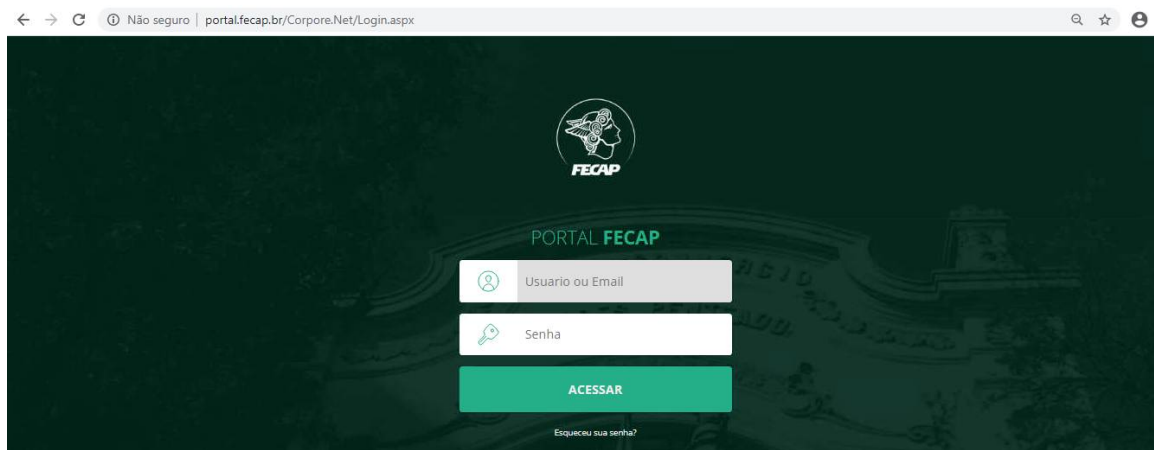 Não seguro | portal.fecap.br/Corpore.Net/Login.aspx
FECAP
PORTAL FECAP
Usuario ou Email
Senha
ACESSAR
Esqueceu sua senha?